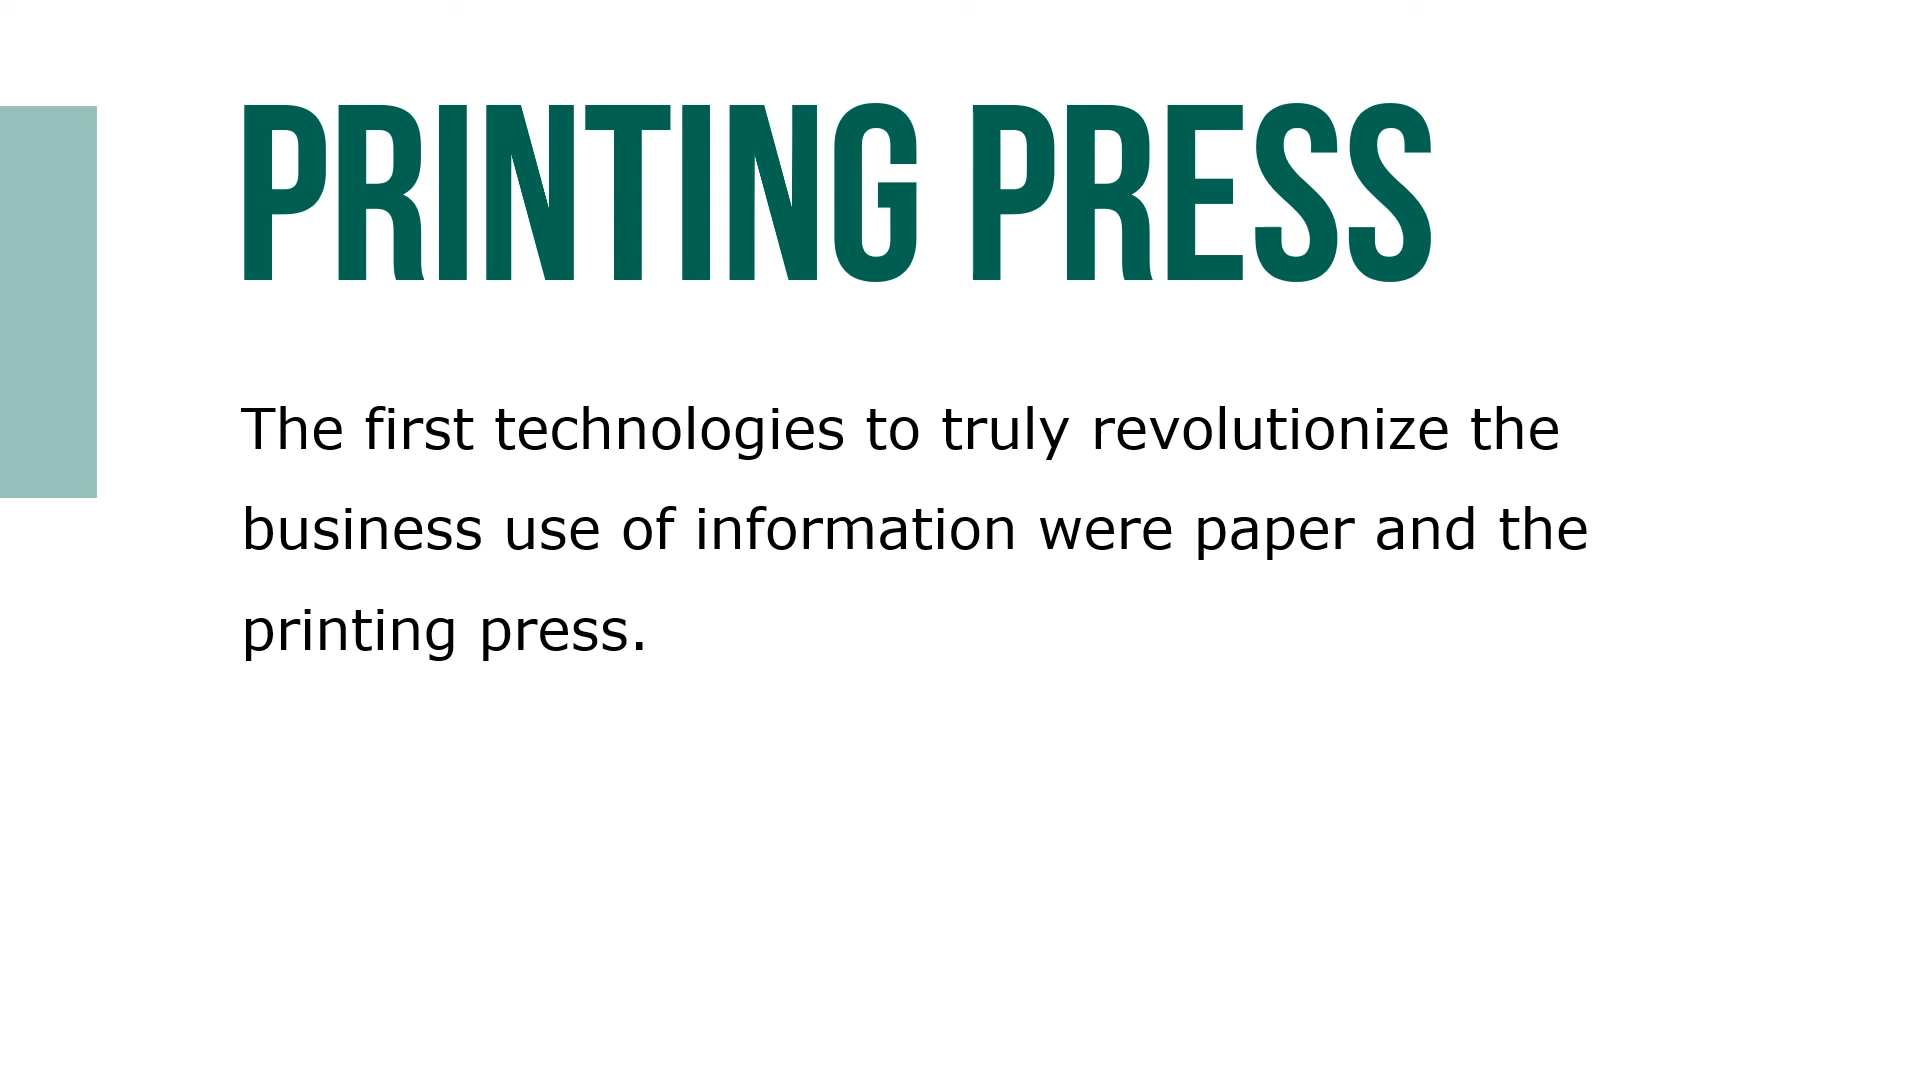 PRINTING PRESS
The first technologies to truly revolutionize the
business use of information were paper and the
printing press.